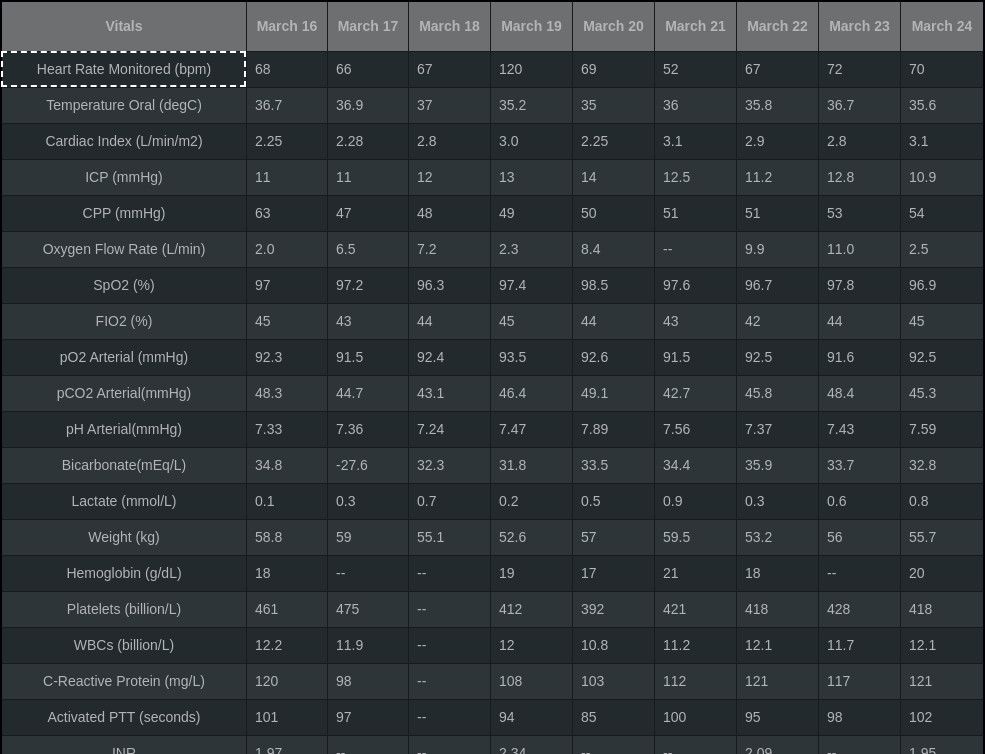 Vitals March 16 March 17 March 18 March 19 March 20 March 21 March 22 March 23 March 24
Heart Rate Monitored (bpm) 68 66 67 120 69 52 67 72 70
Temperature Oral (degC) 36.7 36.9 37 35.2 35 36 35.8 36.7 35.6
Cardiac Index (L/min/m2) 2.25 2.28 2.8 3.0 2.25 3.1 2.9 2.8 3.1
ICP (mmHg) 11 11 12 13 14 12.5 11.2 12.8 10.9
CPP (mmHg) 63 47 48 49 50 51 51 53 54
Oxygen Flow Rate (L/min) 2.0 6.5 7.2 2.3 8.4 -- 9.9 11.0 2.5
SpO2 (%) 97 97.2 96.3 97.4 98.5 97.6 96.7 97.8 96.9
FIO2 (%) 45 43 44 45 44 43 42 44 45
pO2 Arterial (mmHg) 92.3 91.5 92.4 93.5 92.6 91.5 92.5 91.6 92.5
pCO2 Arterial(mmHg) 48.3 44.7 43.1 46.4 49.1 42.7 45.8 48.4 45.3
pH Arterial(mmHg) 7.33 7.36 7.24 7.47 7.89 7.56 7.37 7.43 7.59
Bicarbonate(mEq/L) 34.8 -27.6 32.3 31.8 33.5 34.4 35.9 33.7 32.8
Lactate (mmol/L) 0.1 0.3 0.7 0.2 0.5 0.9 0.3 0.6 0.8
Weight (kg) 58.8 59 55.1 52.6 57 59.5 53.2 56 55.7
Hemoglobin (g/dL) 18 -- -- 19 17 21 18 -- 20
Platelets (billion/L) 461 475 -- 412 392 421 418 428 418
WBCs (billion/L) 12.2 11.9 -- 12 10.8 11.2 12.1 11.7 12.1
C-Reactive Protein (mg/L) 120 98 -- 108 103 112 121 117 121
Activated PTT (seconds) 101 97 -- 94 85 100 95 98 102
INR 1.97 -- -- 2.34 -- -- 2.09 -- 1.95